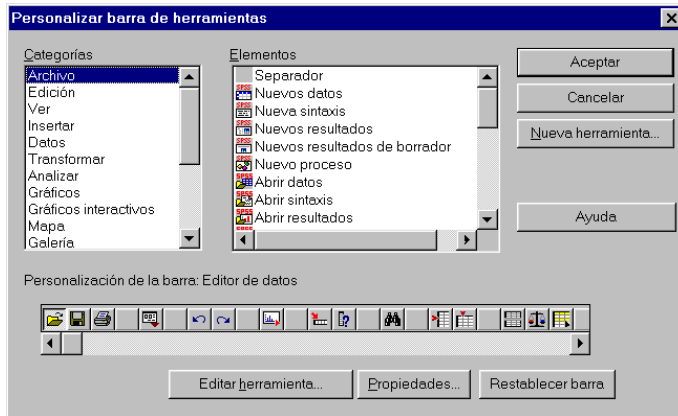 Personalizar barra de herramientas
Categorías
Archivo
Edición
Ver
Insertar
Datos
Transformar
Analizar
Gráficos
Gráficos interactivos
Mapa
Galería
Elementos
Separador
Nuevos datos
Nueva sintaxis
Nuevos resultados
Nuevos resultados de borrador
Nuevo proceso
Abrir datos
Abrir sintaxis
Abrir resultados
Aceptar
Cancelar
Nueva herramienta...
Ayuda
Personalización de la barra: Editor de datos
Editar herramienta...
Propiedades...
Restablecer barra